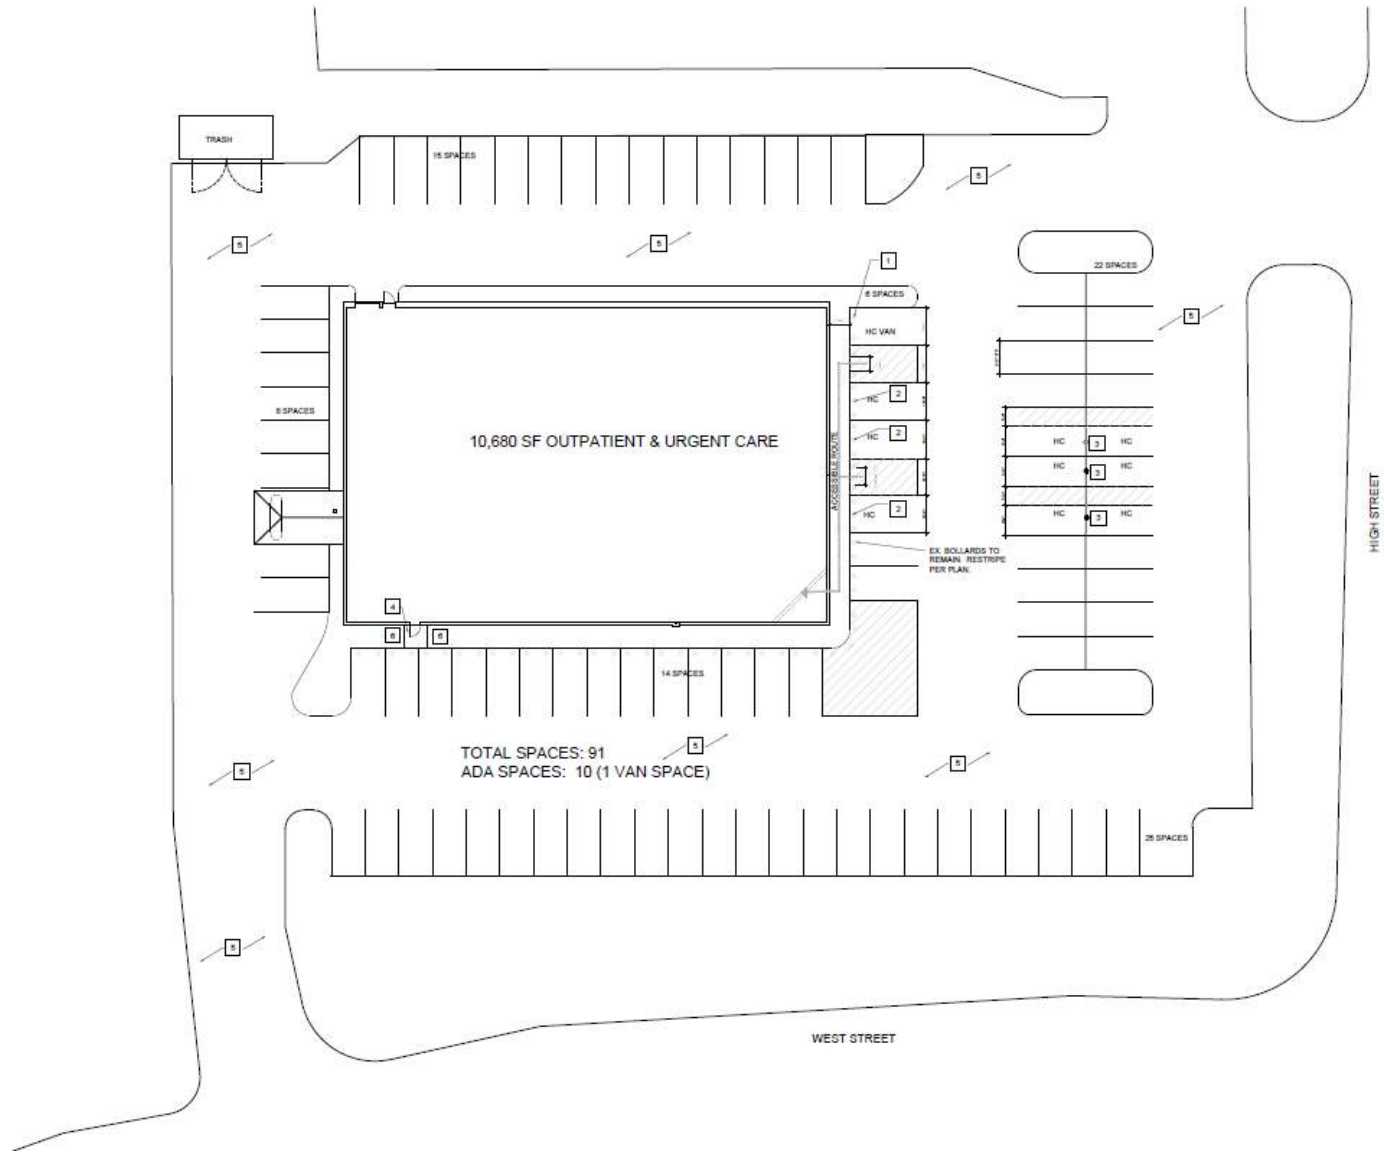 TRASH
15 SPACES
5
5
5
1
22 SPACES
6 SPACES
5
HC VAN
HC
2
8 SPACES
HC
2
10,680 SF OUTPATIENT & URGENT CARE
ACCESSIBLE ROUTE
HC
3
HC
HC
3
HC
HC
2
HC
3
HC
HIGH STREET
EX. BOLLARDS TO
REMAIN. RESTRIPE
PER PLAN.
4
6
6
14 SPACES
TOTAL SPACES: 91
ADA SPACES: 10 (1 VAN SPACE)
5
5
5
5
WEST STREET